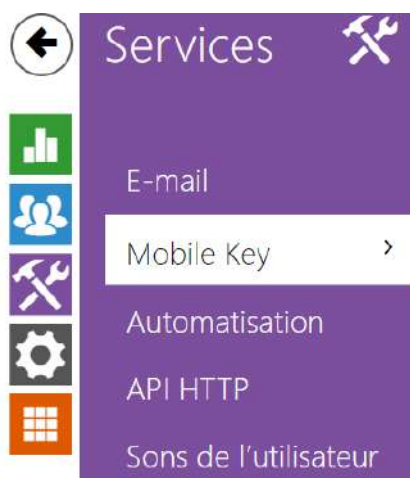 Services
E-mail
Mobile Key
Automatisation
API HTTP
Sons de l'utilisateur